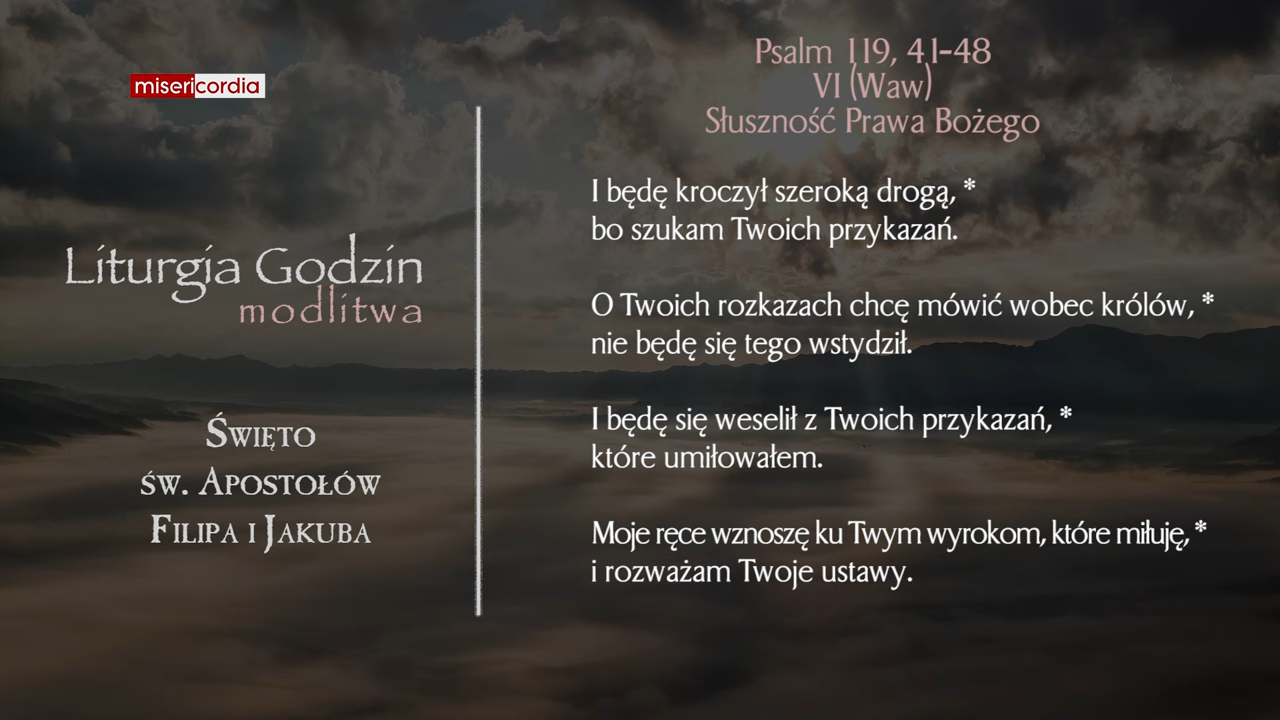 misericordia
Liturgia Godzin
modlitwa
Święto
św. Apostołów
Filipa i Jakuba
Psalm 119, 41-48
VI (Waw)
Słuszność Prawa Bożego
I będę kroczył szeroką drogą, *
bo szukam Twoich przykazań.
O Twoich rozkazach chcę mówić wobec królów, *
nie będę się tego wstydził.
I będę się weselił z Twoich przykazań, *
które umiłowałem.
Moje ręce wznoszę ku Twym wyrokom, które miłuję, *
i rozważam Twoje ustawy.